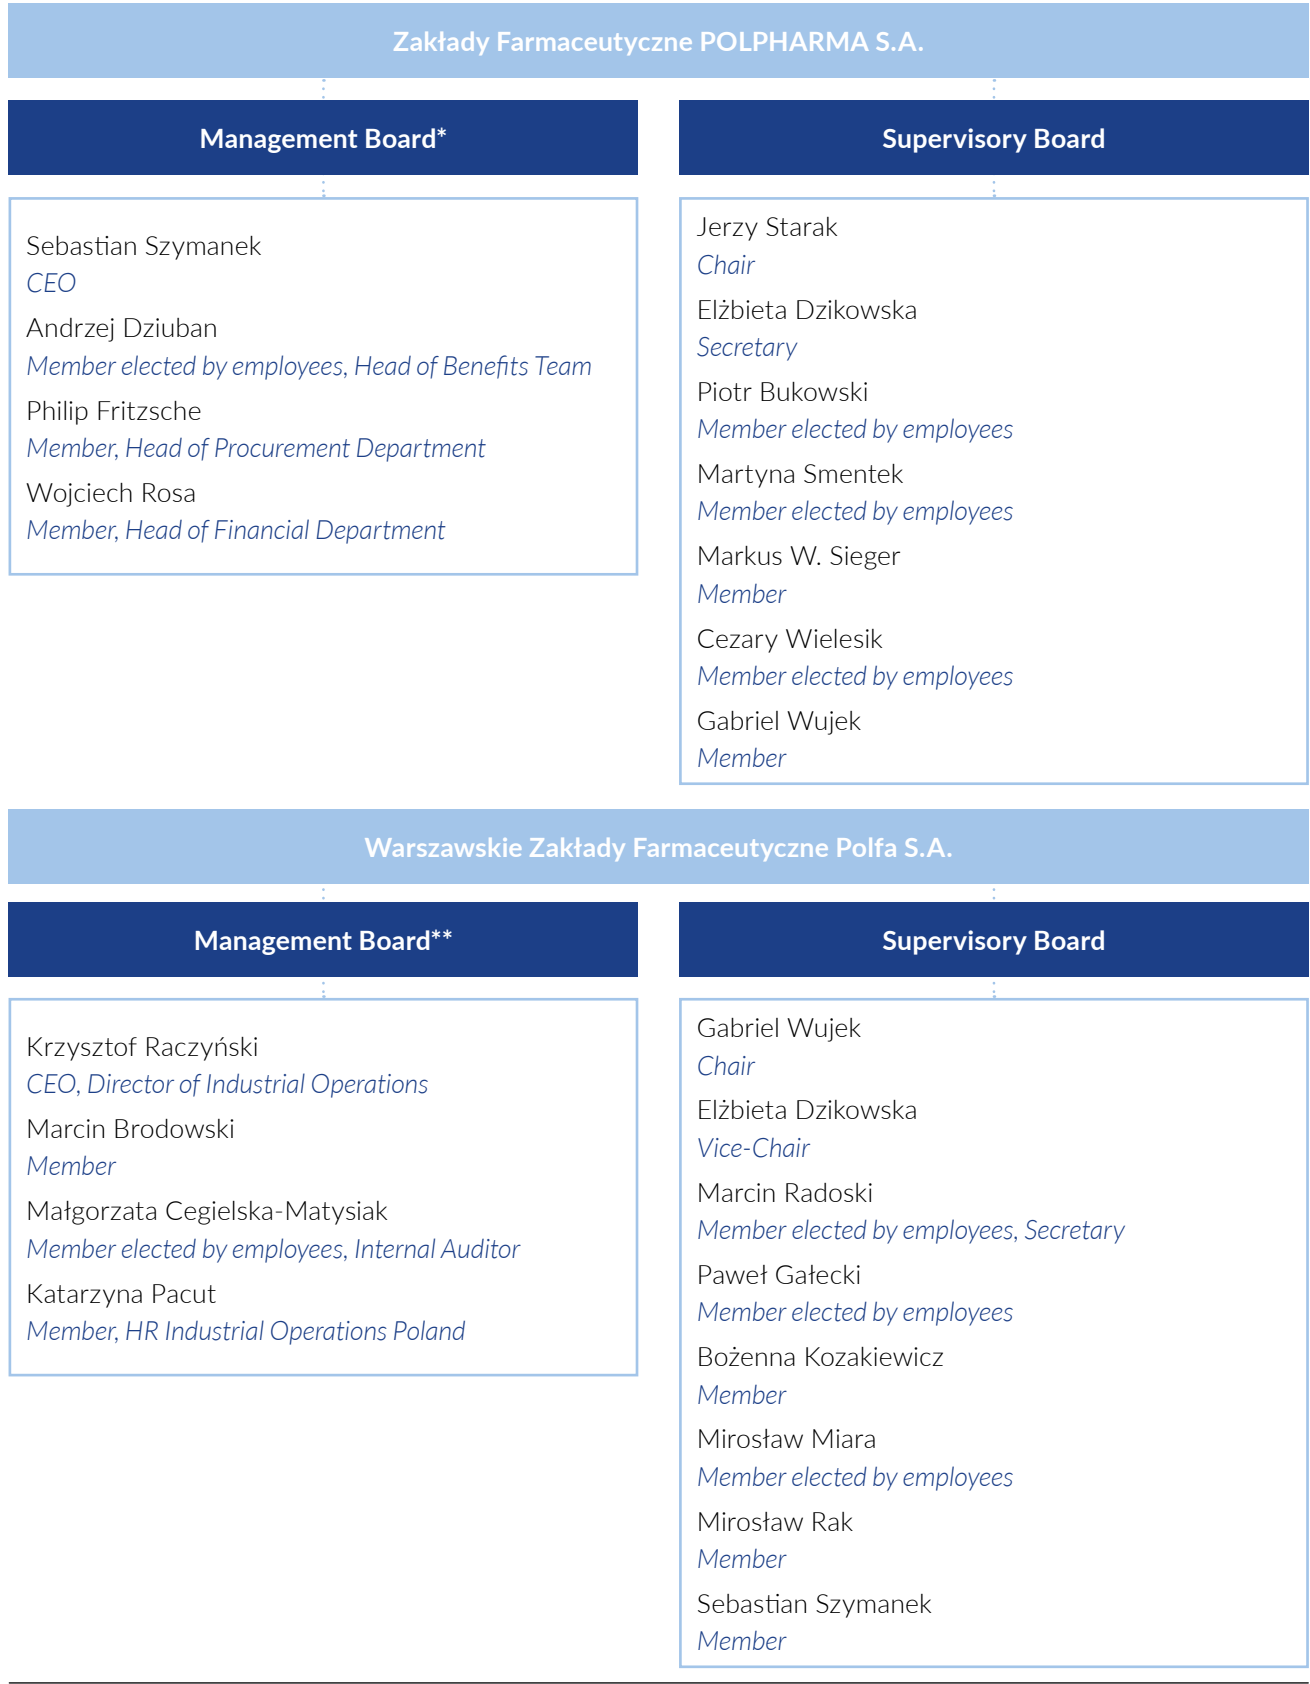 Zakłady Farmaceutyczne POLPHARMA S.A.
Management Board*
Sebastian Szymanek
CEO
Andrzej Dziuban
Member elected by employees, Head of Benefits Team
Philip Fritzsche
Member, Head of Procurement Department
Wojciech Rosa
Member, Head of Financial Department
Supervisory Board
Jerzy Starak
Chair
Elżbieta Dzikowska
Secretary
Piotr Bukowski
Member elected by employees
Martyna Smentek
Member elected by employees
Markus W. Sieger
Member
Cezary Wielesik
Member elected by employees
Gabriel Wujek
Member
Warszawskie Zakłady Farmaceutyczne Polfa S.A.
Management Board**
Krzysztof Raczyński
CEO, Director of Industrial Operations
Marcin Brodowski
Member
Małgorzata Cegielska-Matysiak
Member elected by employees, Internal Auditor
Katarzyna Pacut
Member, HR Industrial Operations Poland
Supervisory Board
Gabriel Wujek
Chair
Elżbieta Dzikowska
Vice-Chair
Marcin Radoski
Member elected by employees, Secretary
Paweł Gałecki
Member elected by employees
Bożenna Kozakiewicz
Member
Mirosław Miara
Member elected by employees
Mirosław Rak
Member
Sebastian Szymanek
Member